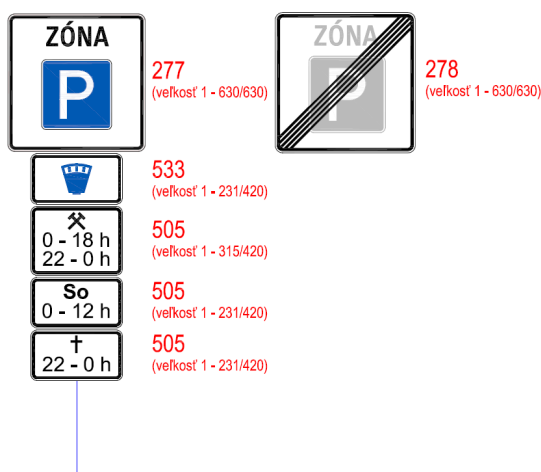 ZÓNA
P
277
(veľkosť 1 - 630/630)
ZÓNA
P
278
(veľkosť 1 - 630/630)
533
(veľkosť 1 - 231/420)
0 - 18 h
22 - 0 h
505
(veľkosť 1 - 315/420)
So
0 - 12 h
505
(veľkosť 1 - 231/420)
22 - 0 h
505
(veľkosť 1 - 231/420)